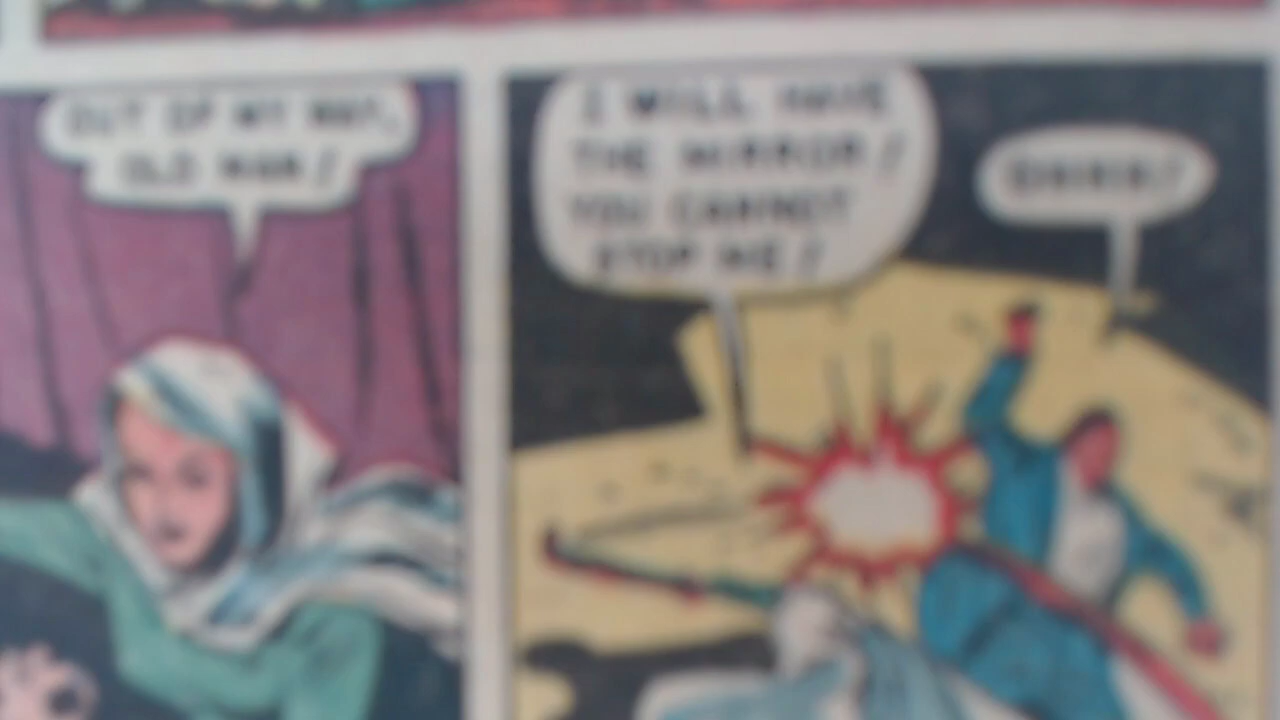 OUT OF MY WAY,
OLD MAN!
I WILL HAVE
THE MIRROR!
YOU CANNOT
STOP ME!